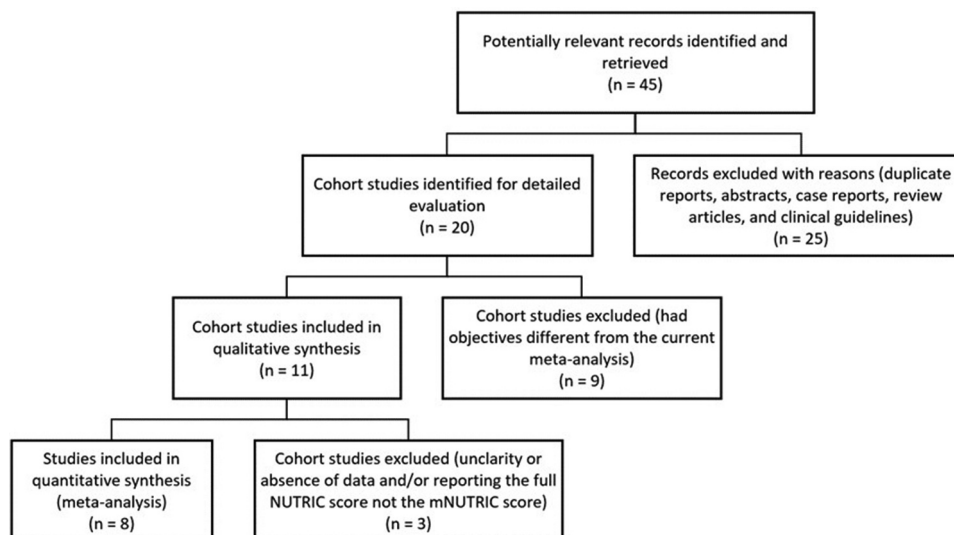 Potentially relevant records identified and
retrieved
(n = 45)
Cohort studies identified for detailed
evaluation
(n = 20)
Records excluded with reasons (duplicate
reports, abstracts, case reports, review
articles, and clinical guidelines)
(n = 25)
Cohort studies included in
qualitative synthesis
(n = 11)
Cohort studies excluded (had
objectives different from the current
meta-analysis)
(n = 9)
Studies included in
quantitative synthesis
(meta-analysis)
(n = 8)
Cohort studies excluded (unclarity or
absence of data and/or reporting the full
NUTRIC score not the mNUTRIC score)
(n = 3)